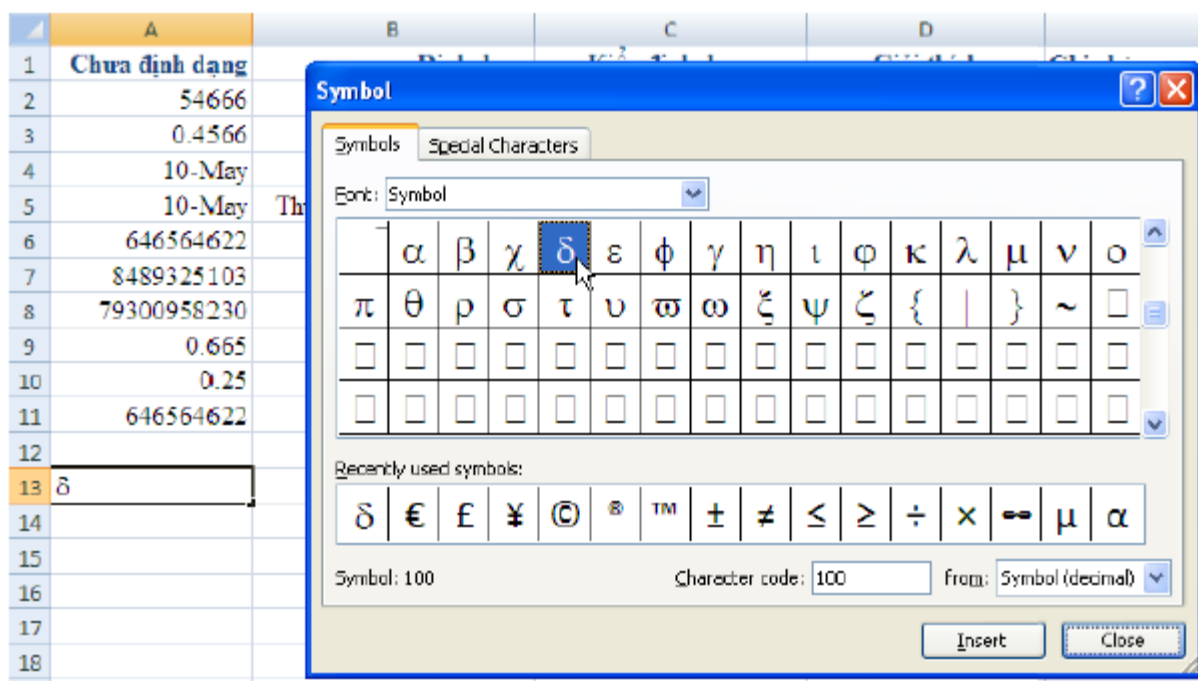 A B C D
1 Chưa định dạng
2 54666
3 0.4566
4 10-May
5 10-May
6 646564622
7 8489325103
8 79300958230
9 0.665
10 0.25
11 646564622
12
13 δ
14
15
16
17
18
Symbol
Symbols Special Characters
Font: Symbol
α β χ δ ε φ γ η ι ϕ κ λ μ ν ο
π θ ρ σ τ υ ϖ ω ξ ψ ζ { | } ~
Recently used symbols:
δ € £ ¥ © ® ™ ± ≠ ≤ ≥ ÷ × ∞ µ α
Symbol: 100 Character code: 100 from: Symbol (decimal)
Insert Close